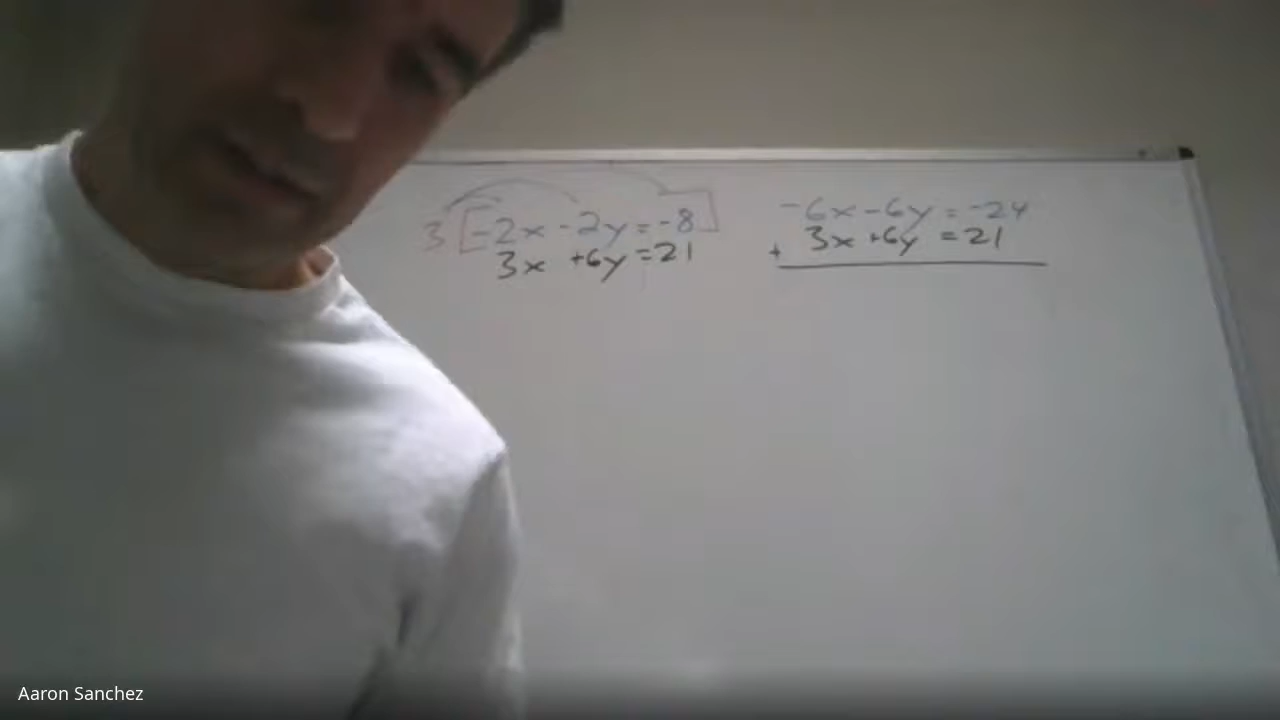 3 [-2x -2y = -8]
3x +6y = 21
-6x -6y = -24
+ 3x +6y = 21
Aaron Sanchez